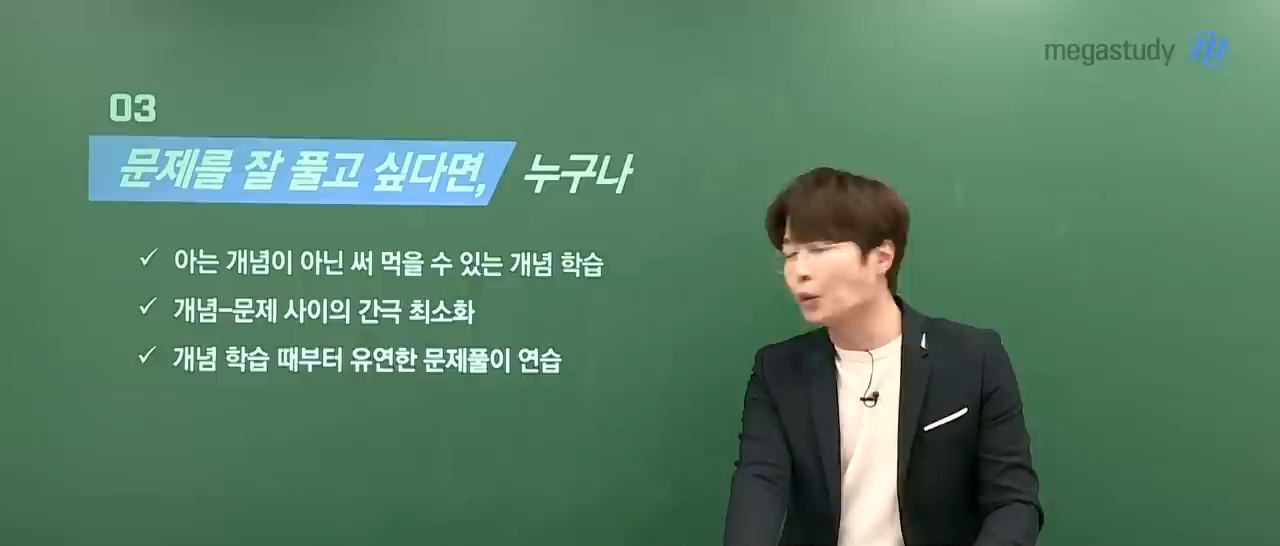 megastudy
03
문제를 잘 풀고 싶다면, 누구나
✓ 아는 개념이 아닌 써 먹을 수 있는 개념 학습
✓ 개념-문제 사이의 간극 최소화
✓ 개념 학습 때부터 유연한 문제풀이 연습